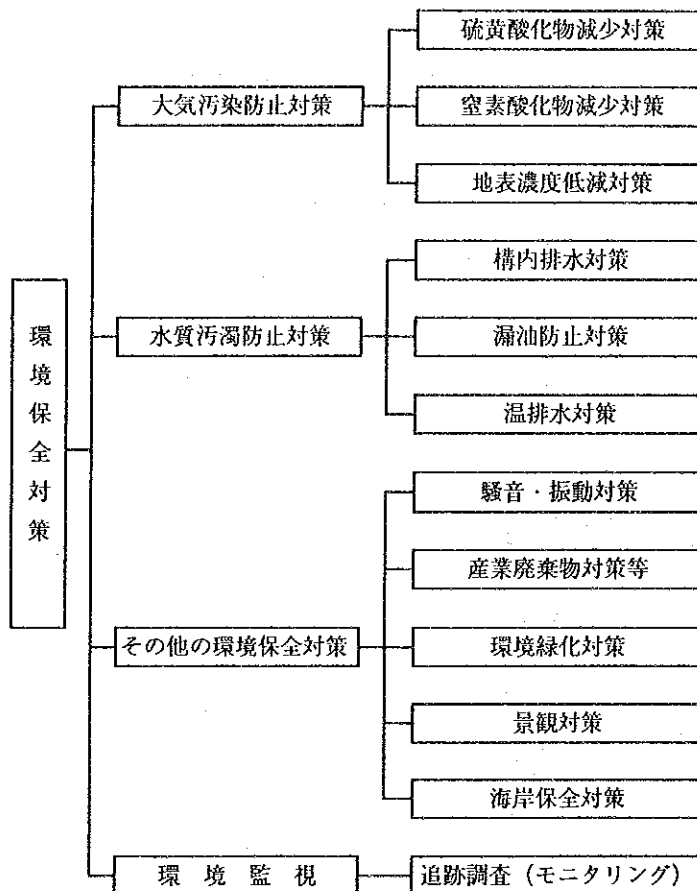 環境保全対策
大気汚染防止対策
硫黄酸化物減少対策
窒素酸化物減少対策
地表濃度低減対策
水質汚濁防止対策
構内排水対策
漏油防止対策
温排水対策
その他の環境保全対策
騒音・振動対策
産業廃棄物対策等
環境緑化対策
景観対策
海岸保全対策
環境監視
追跡調査（モニタリング）